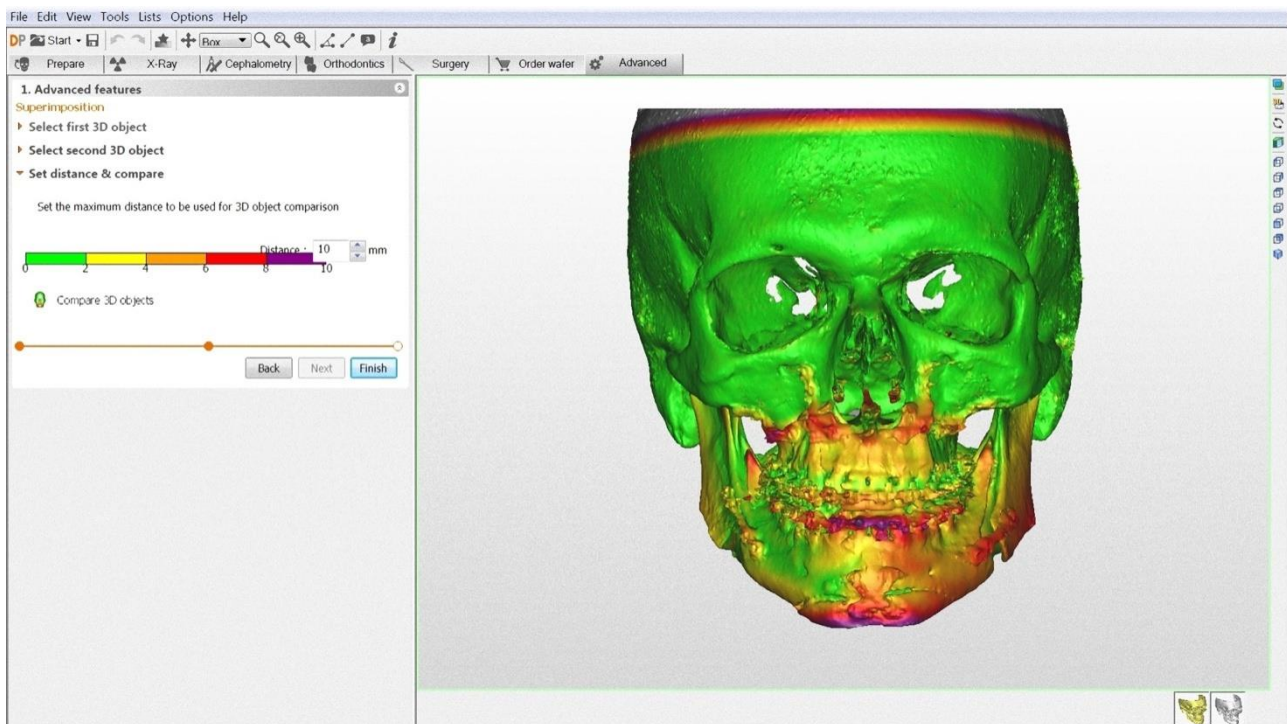 File Edit View Tools Lists Options Help
DP Start Box
Prepare X-Ray Cephalometry Orthodontics Surgery Order wafer Advanced
1. Advanced features
Superimposition
Select first 3D object
Select second 3D object
Set distance & compare
Set the maximum distance to be used for 3D object comparison
Distance : 10 mm
0 2 4 6 8 10
Compare 3D objects
Back Next Finish